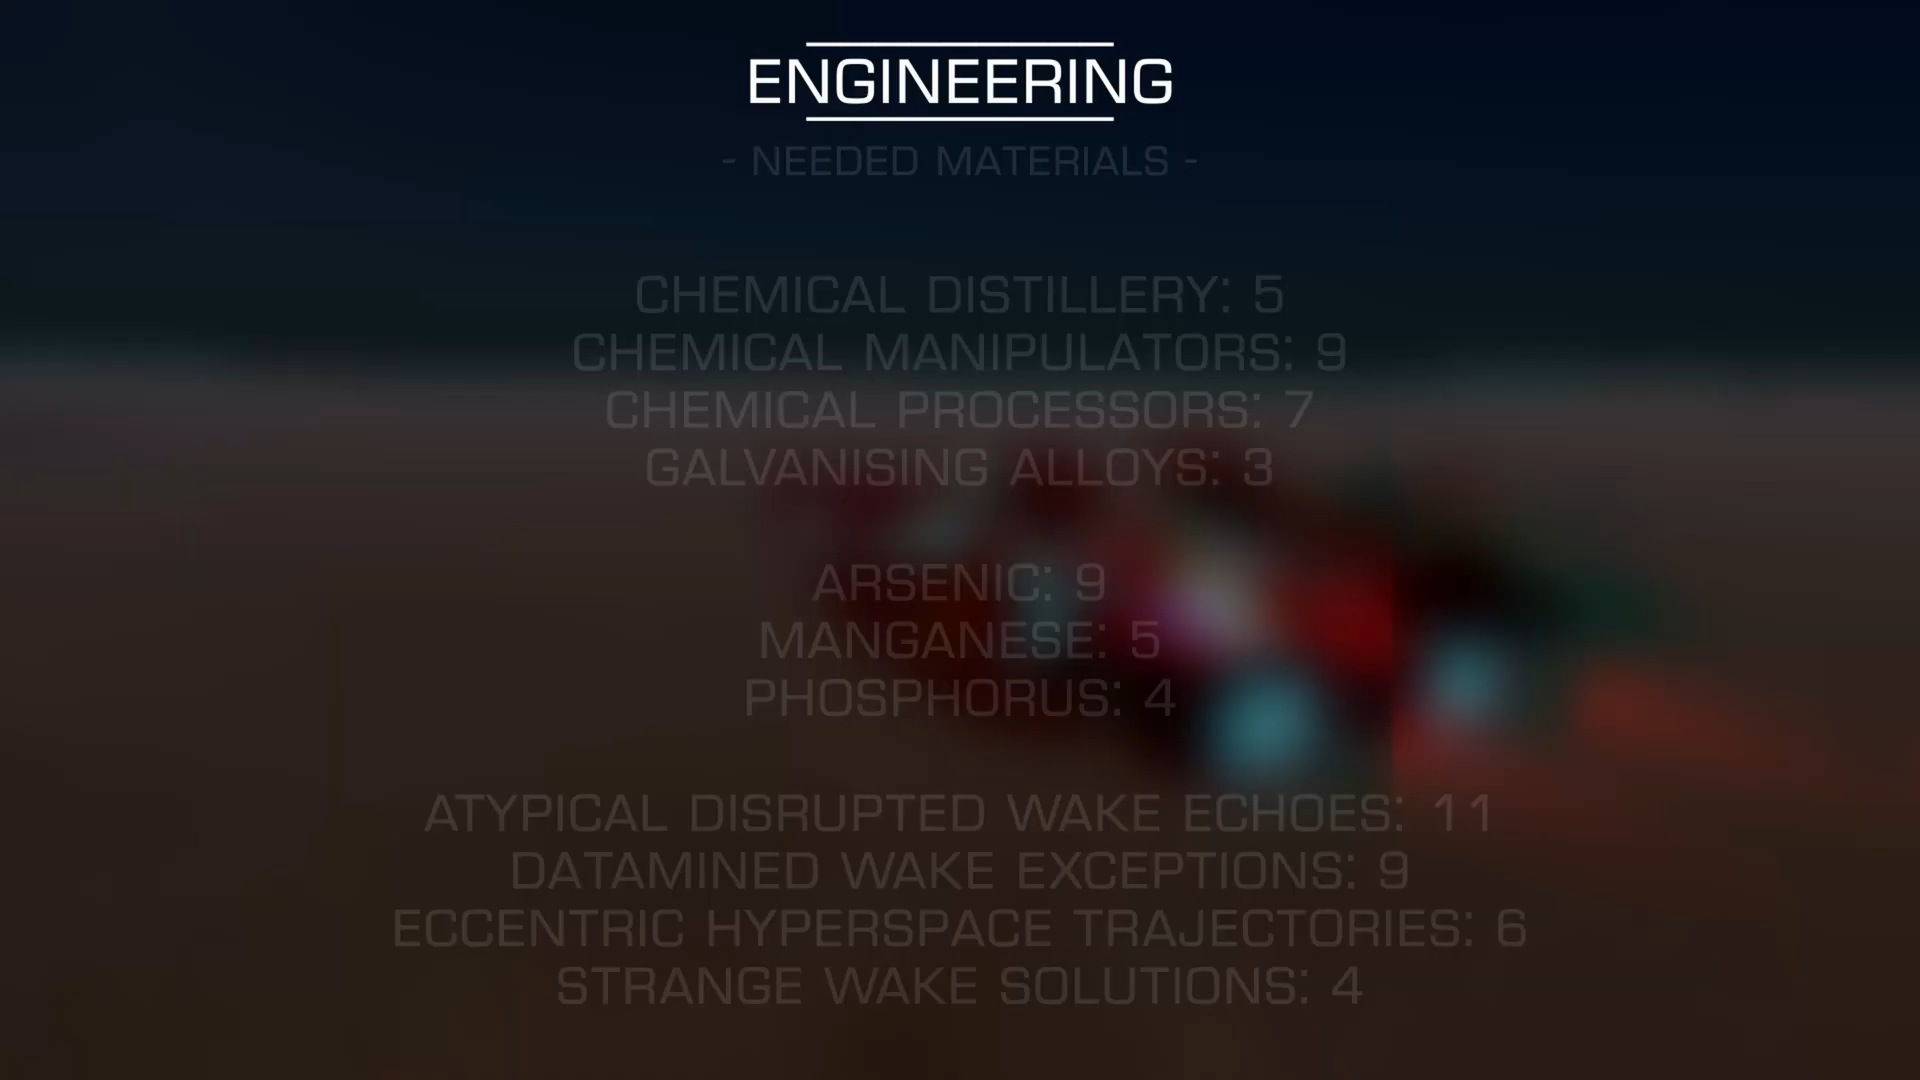 ENGINEERING
- NEEDED MATERIALS -
CHEMICAL DISTILLERY: 5
CHEMICAL MANIPULATORS: 9
CHEMICAL PROCESSORS: 7
GALVANISING ALLOYS: 3
ARSENIC: 9
MANGANESE: 5
PHOSPHORUS: 4
ATYPICAL DISRUPTED WAKE ECHOES: 11
DATAMINED WAKE EXCEPTIONS: 9
ECCENTRIC HYPERSPACE TRAJECTORIES: 6
STRANGE WAKE SOLUTIONS: 4